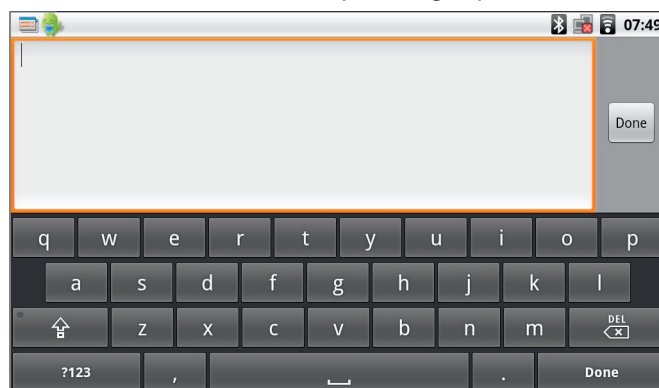 07:49
Done
q w e r t y u i o p
a s d f g h j k l
z x c v b n m DEL
?123 , . Done